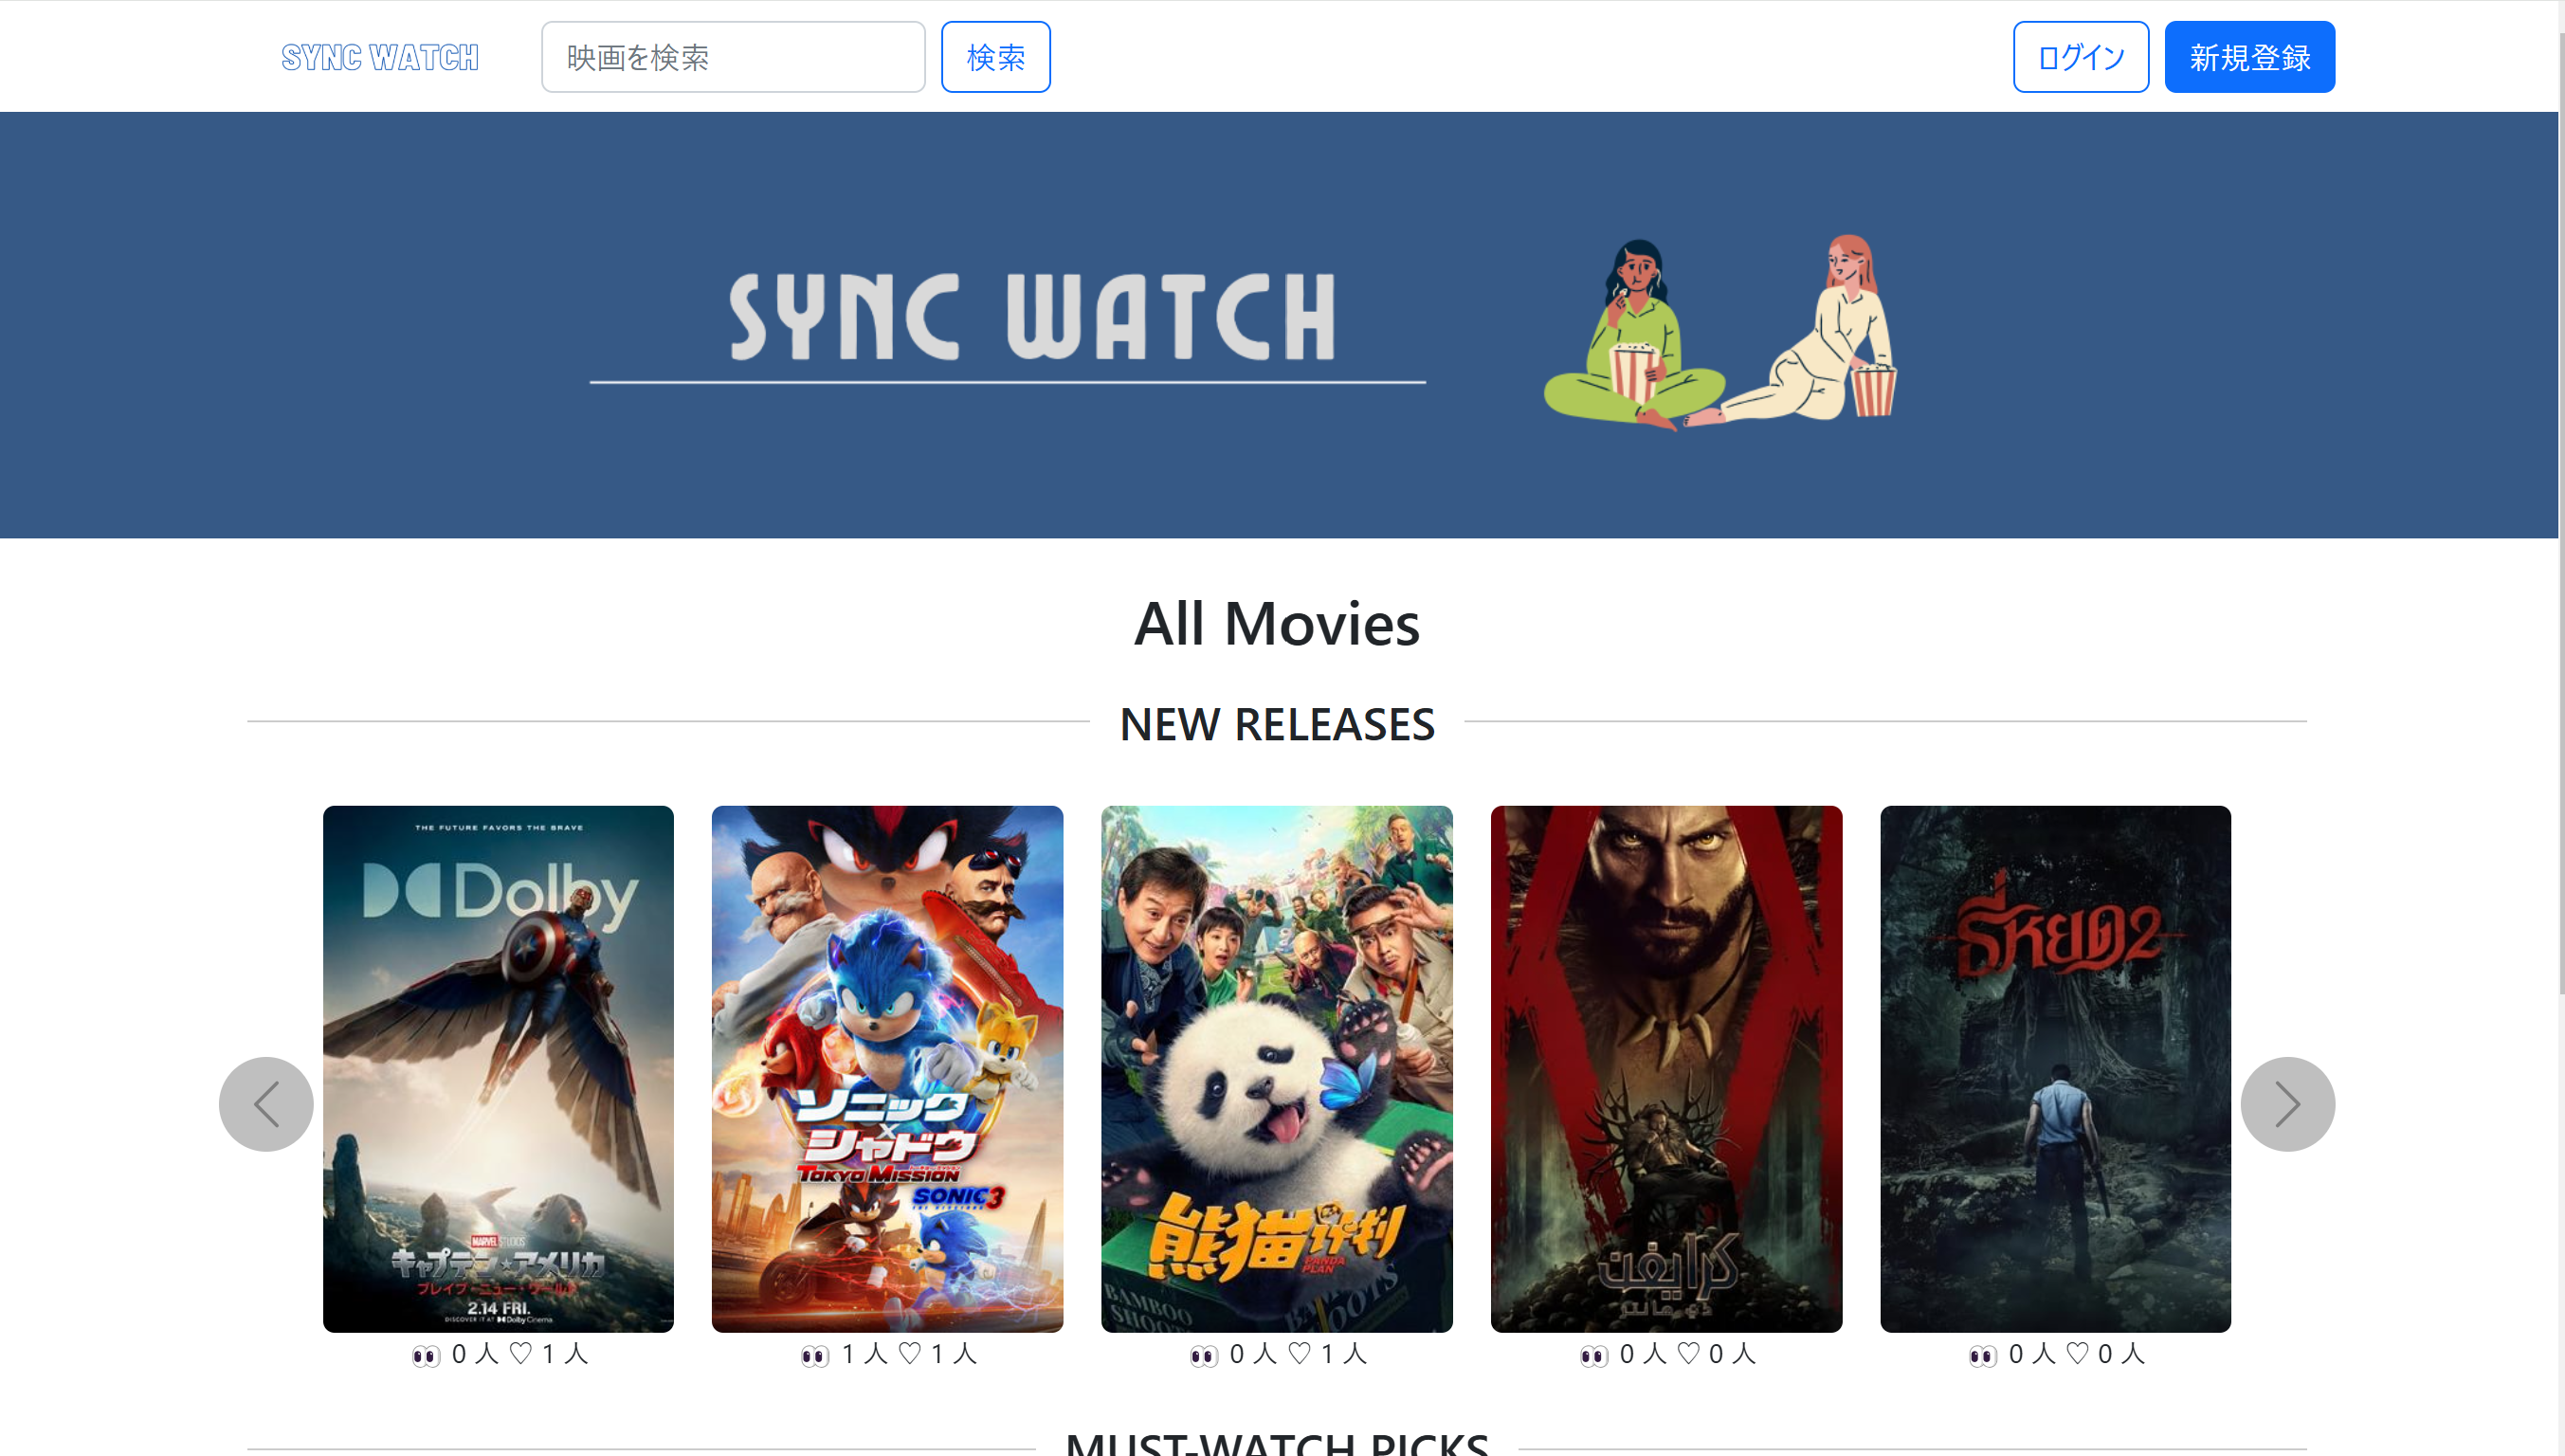 SYNC WATCH
映画を検索
検索
ログイン
新規登録
SYNC WATCH
All Movies
NEW RELEASES
THE FUTURE FAVORS THE BRAVE
Dolby
MARVEL STUDIOS
キャプテン★アメリカ
ブレイブ・ニュー・ワールド
2.14 FRI.
DISCOVER IT AT Dolby Cinema
ソニック
×
シャドウ
TOKYO MISSION
SONIC 3
熊猫计划
PANDA PLAN
BAMBOO SHOOTS
كرايفن
ธี่หยด2
👀 0 人 ♡ 1 人
👀 1 人 ♡ 1 人
👀 0 人 ♡ 1 人
👀 0 人 ♡ 0 人
👀 0 人 ♡ 0 人
MUST-WATCH PICKS